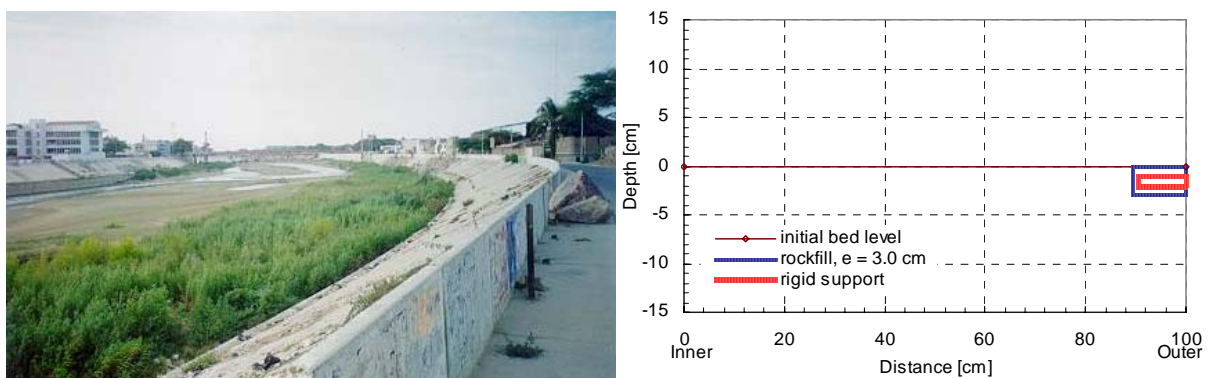 15
10
5
0
-5
-10
-15
Depth [cm]
initial bed level
rockfill, e = 3.0 cm
rigid support
0 20 40 60 80 100
Inner Outer
Distance [cm]